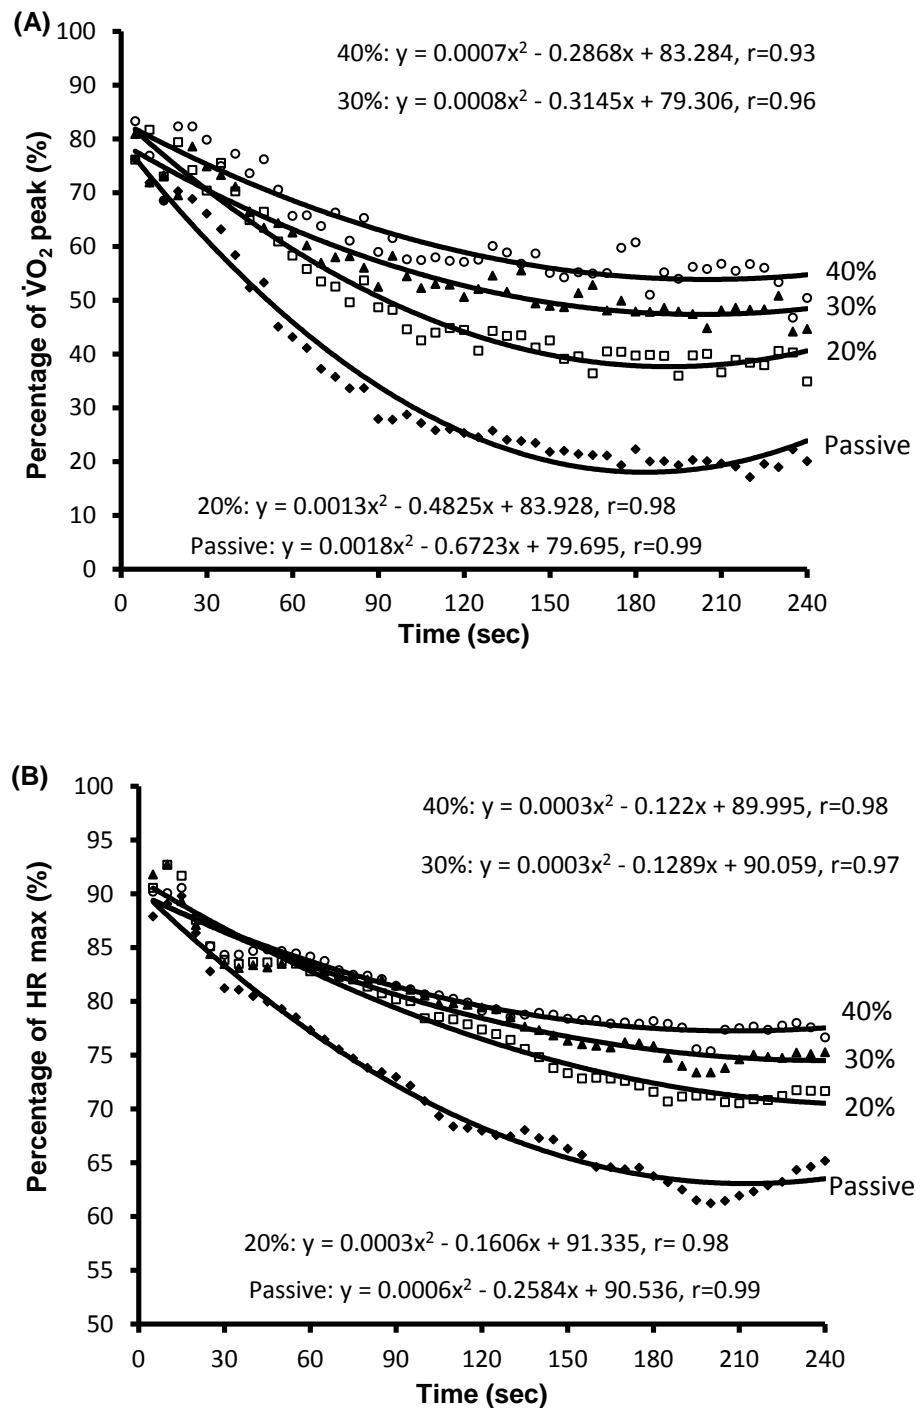 (A)
100
40%: y = 0.0007x² - 0.2868x + 83.284, r=0.93
90
30%: y = 0.0008x² - 0.3145x + 79.306, r=0.96
80
70
60
50
40
30
20
10
0
Percentage of V̇O₂ peak (%)
40%
30%
20%
Passive
20%: y = 0.0013x² - 0.4825x + 83.928, r=0.98
Passive: y = 0.0018x² - 0.6723x + 79.695, r=0.99
0 30 60 90 120 150 180 210 240
Time (sec)
(B)
100
40%: y = 0.0003x² - 0.122x + 89.995, r=0.98
95
30%: y = 0.0003x² - 0.1289x + 90.059, r=0.97
90
85
80
75
70
65
60
55
50
Percentage of HR max (%)
40%
30%
20%
Passive
20%: y = 0.0003x² - 0.1606x + 91.335, r= 0.98
Passive: y = 0.0006x² - 0.2584x + 90.536, r=0.99
0 30 60 90 120 150 180 210 240
Time (sec)